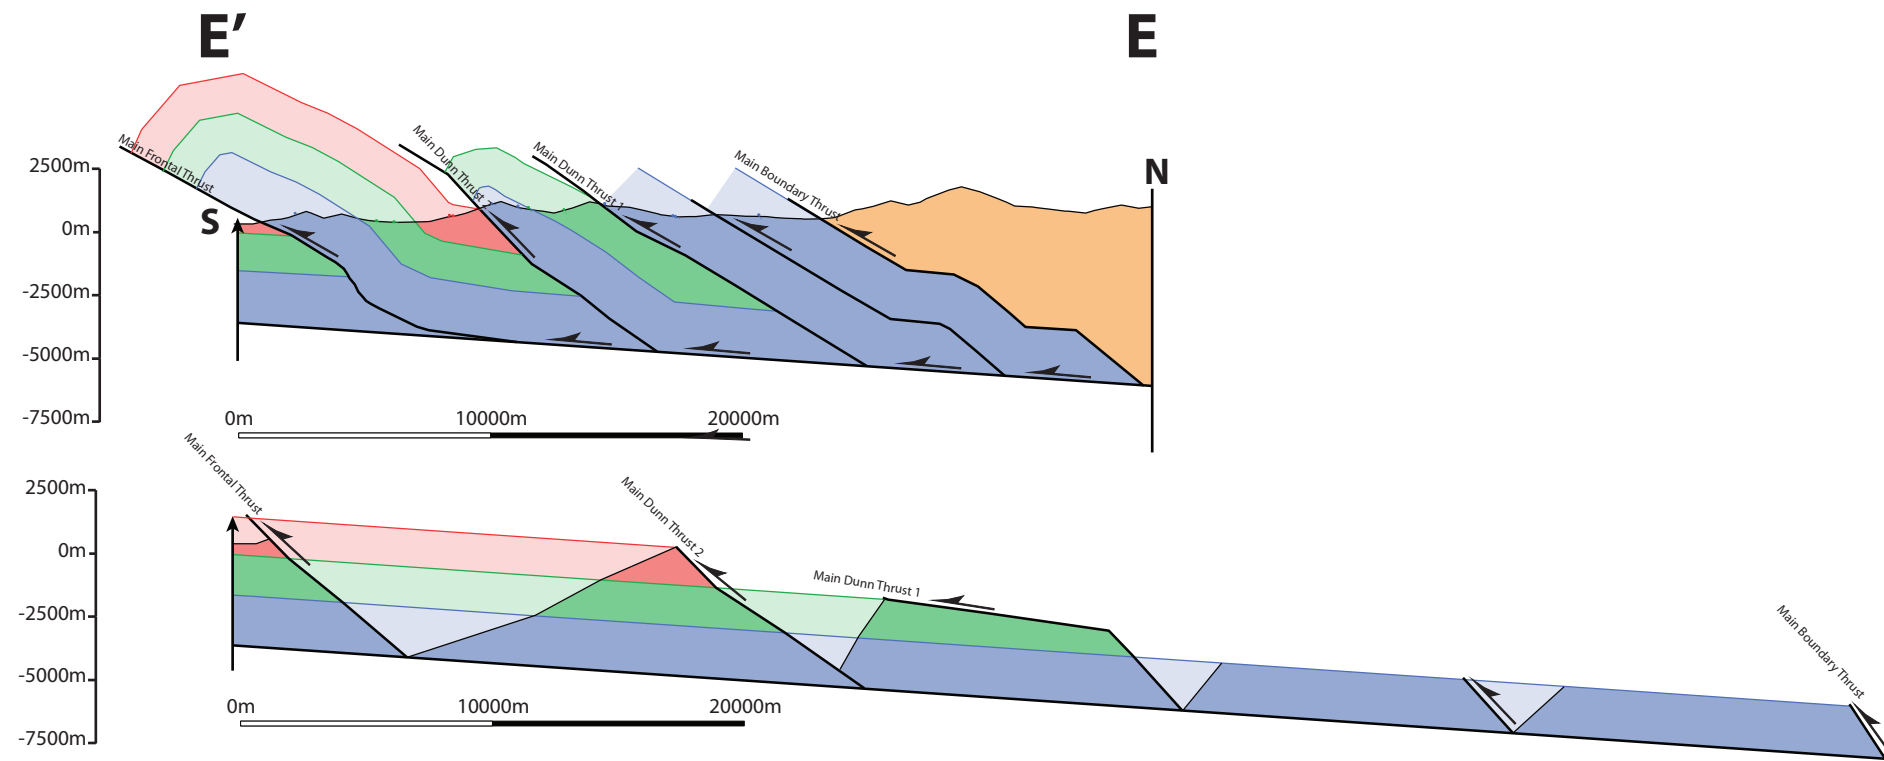 E′
E
Main Frontal Thrust
Main Dunn Thrust 2
Main Dunn Thrust 1
Main Boundary Thrust
N
S
2500m
0m
-2500m
-5000m
-7500m
0m 10000m 20000m
Main Frontal Thrust
Main Dunn Thrust 2
Main Dunn Thrust 1
Main Boundary Thrust
2500m
0m
-2500m
-5000m
-7500m
0m 10000m 20000m